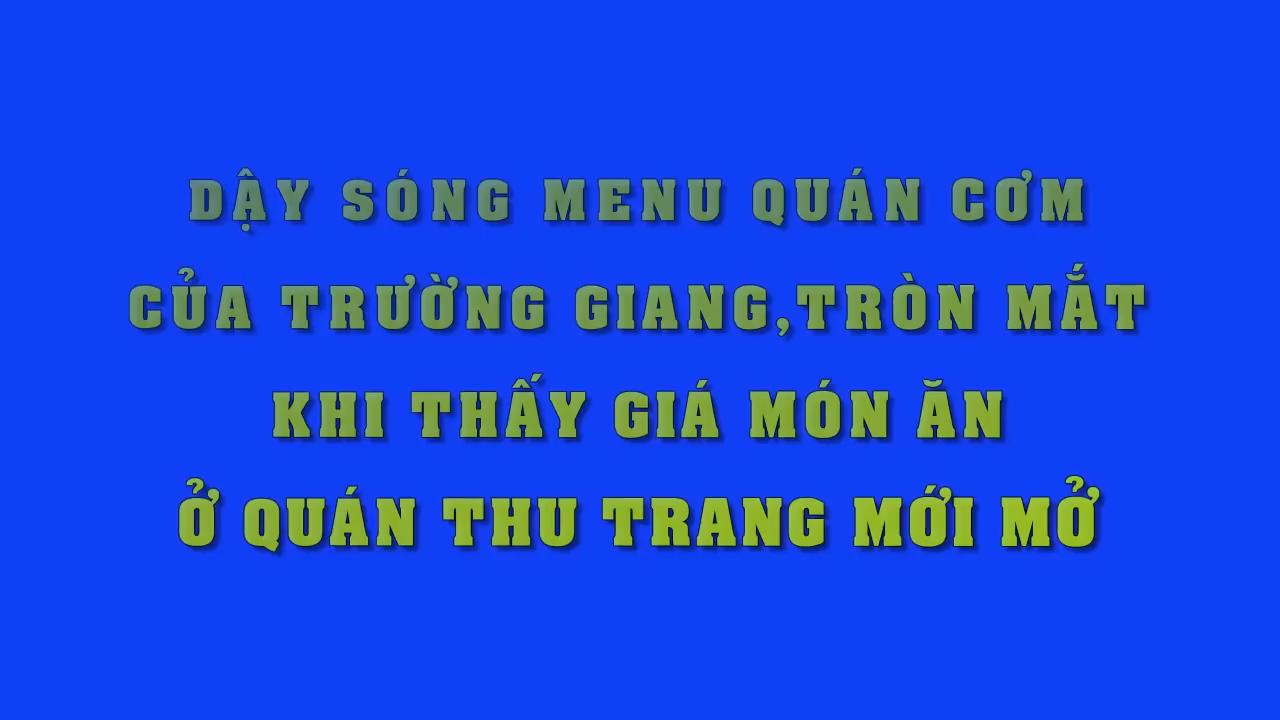 DẬY SÓNG MENU QUÁN CƠM
CỦA TRƯỜNG GIANG,TRÒN MẮT
KHI THẤY GIÁ MÓN ĂN
Ở QUÁN THU TRANG MỚI MỞ